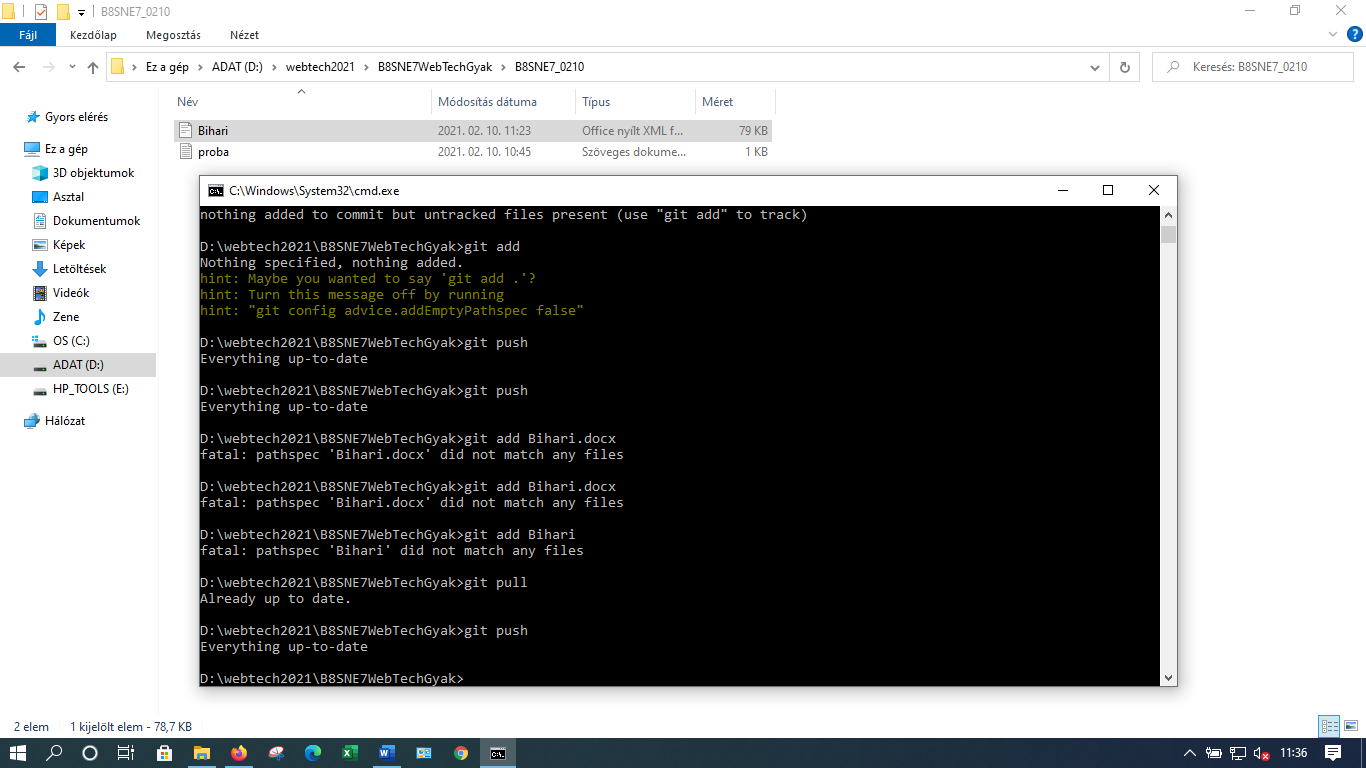 B8SNE7_0210
Fájl Kezdőlap Megosztás Nézet
Ez a gép ADAT (D:) webtech2021 B8SNE7WebTechGyak B8SNE7_0210
Keresés: B8SNE7_0210
Név Módosítás dátuma Típus Méret
Bihari 2021. 02. 10. 11:23 Office nyílt XML f... 79 KB
proba 2021. 02. 10. 10:45 Szöveges dokume... 1 KB
Gyors elérés
Ez a gép
3D objektumok
Asztal
Dokumentumok
Képek
Letöltések
Videók
Zene
OS (C:)
ADAT (D:)
HP_TOOLS (E:)
Hálózat
C:\Windows\System32\cmd.exe
nothing added to commit but untracked files present (use "git add" to track)
D:\webtech2021\B8SNE7WebTechGyak>git add
Nothing specified, nothing added.
hint: Maybe you wanted to say 'git add .'?
hint: Turn this message off by running
hint: "git config advice.addEmptyPathspec false"
D:\webtech2021\B8SNE7WebTechGyak>git push
Everything up-to-date
D:\webtech2021\B8SNE7WebTechGyak>git push
Everything up-to-date
D:\webtech2021\B8SNE7WebTechGyak>git add Bihari.docx
fatal: pathspec 'Bihari.docx' did not match any files
D:\webtech2021\B8SNE7WebTechGyak>git add Bihari.docx
fatal: pathspec 'Bihari.docx' did not match any files
D:\webtech2021\B8SNE7WebTechGyak>git add Bihari
fatal: pathspec 'Bihari' did not match any files
D:\webtech2021\B8SNE7WebTechGyak>git pull
Already up to date.
D:\webtech2021\B8SNE7WebTechGyak>git push
Everything up-to-date
D:\webtech2021\B8SNE7WebTechGyak>
2 elem 1 kijelölt elem - 78,7 KB
11:36